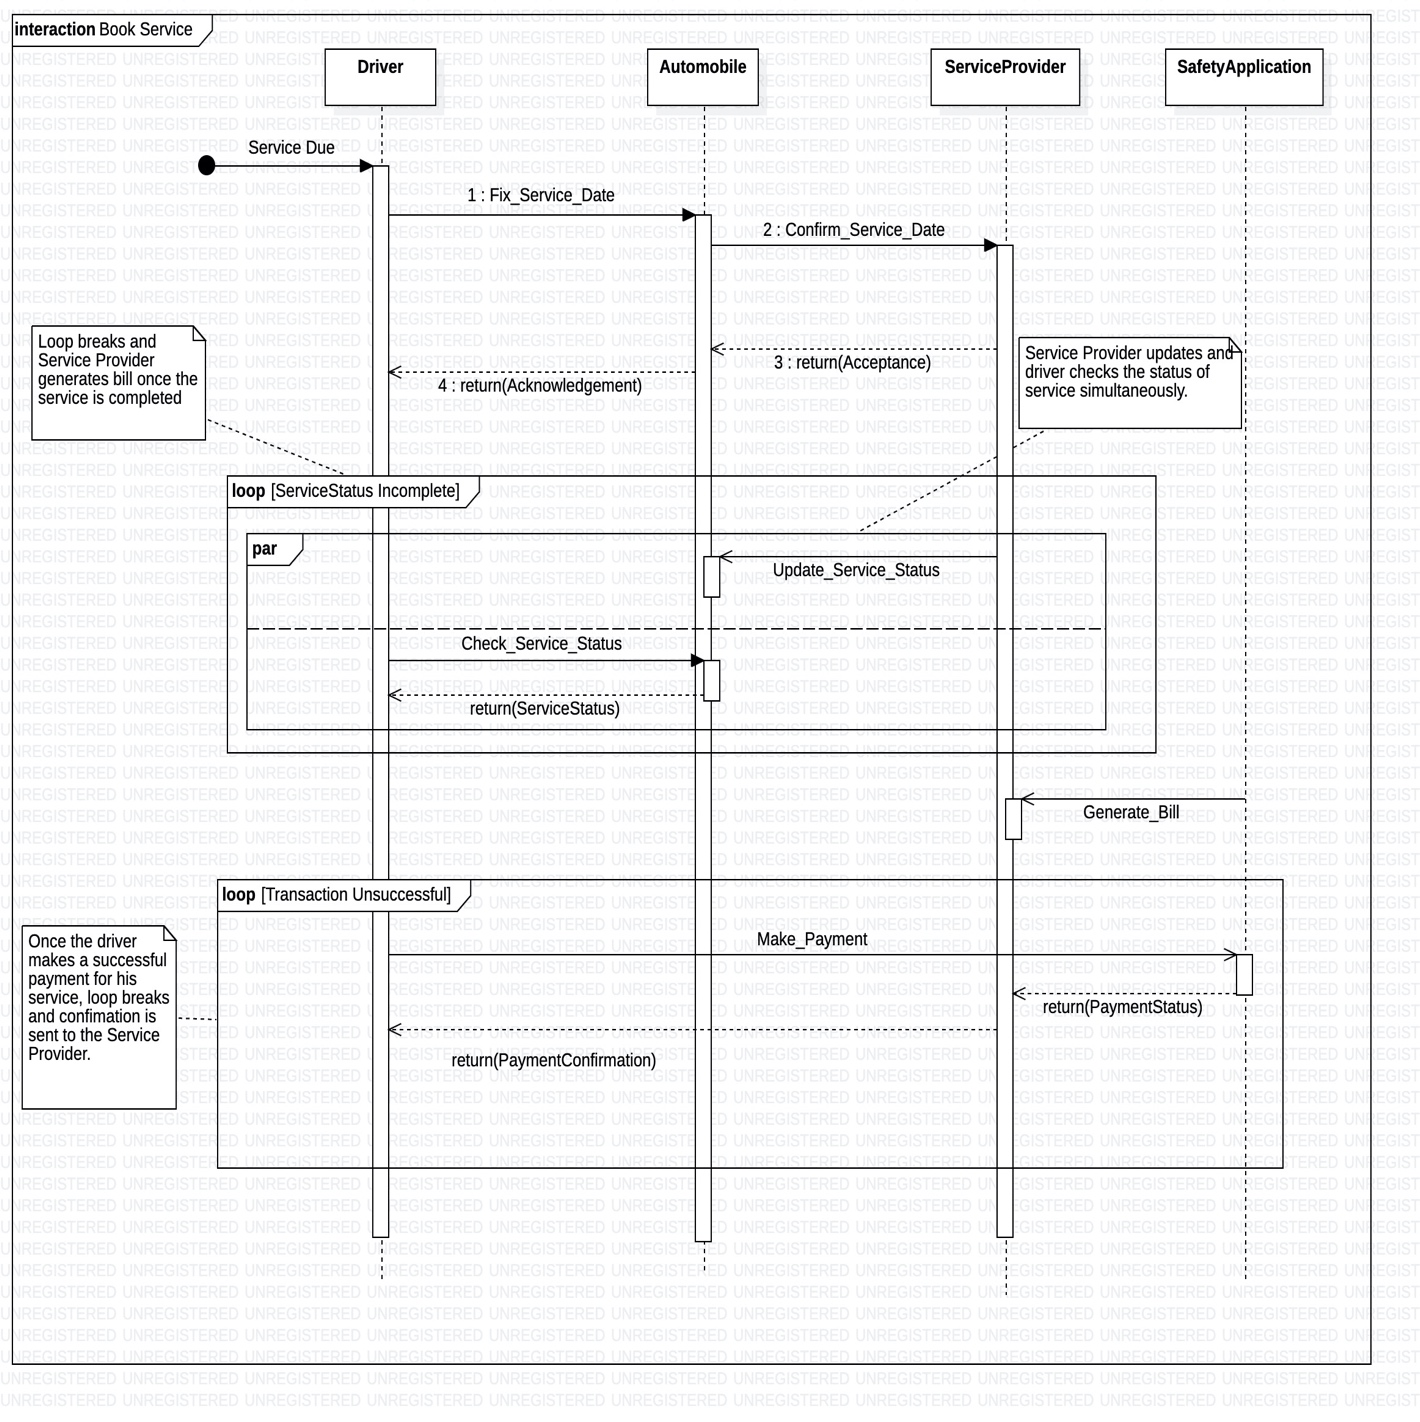 interaction Book Service
Driver
Automobile
ServiceProvider
SafetyApplication
Service Due
1 : Fix_Service_Date
2 : Confirm_Service_Date
3 : return(Acceptance)
4 : return(Acknowledgement)
Loop breaks and
Service Provider
generates bill once the
service is completed
Service Provider updates and
driver checks the status of
service simultaneously.
loop [ServiceStatus Incomplete]
par
Update_Service_Status
Check_Service_Status
return(ServiceStatus)
Generate_Bill
loop [Transaction Unsuccessful]
Make_Payment
return(PaymentStatus)
return(PaymentConfirmation)
Once the driver
makes a successful
payment for his
service, loop breaks
and confimation is
sent to the Service
Provider.
UNREGISTERED